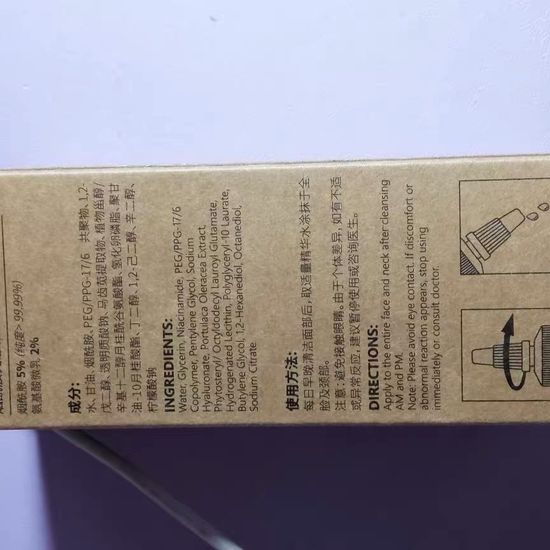 烟酰胺 5% (纯度> 99.99%)
氨基酸微乳 2%
成分:
水、甘油、烟酰胺、PEG/PPG-17/6 共聚物、1,2-
戊二醇、透明质酸钠、马齿苋提取物、植物甾醇/
辛基十二醇月桂酰谷氨酸酯、氢化卵磷脂、聚甘
油-10月桂酸酯、丁二醇、1,2-己二醇、辛二醇、
柠檬酸钠
INGREDIENTS:
Water, Glycerin, Niacinamide, PEG/PPG-17/6
Copolymer, Pentylene Glycol, Sodium
Hyaluronate, Portulaca Oleracea Extract,
Phytosteryl/ Octyldodecyl Lauroyl Glutamate,
Hydrogenated Lecithin, Polyglyceryl-10 Laurate,
Butylene Glycol, 1,2-Hexanediol, Octanediol,
Sodium Citrate.
使用方法:
每日早晚清洁面部后，取适量精华水涂抹于全
脸及颈部。
注意：避免接触眼睛。由于个体差异，如有不适
或异常反应，建议暂停使用或咨询医生。
DIRECTIONS:
Apply to the entire face and neck after cleansing
AM and PM.
Note: Please avoid eye contact. If discomfort or
abnormal reaction appears, stop using
immediately or consult doctor.